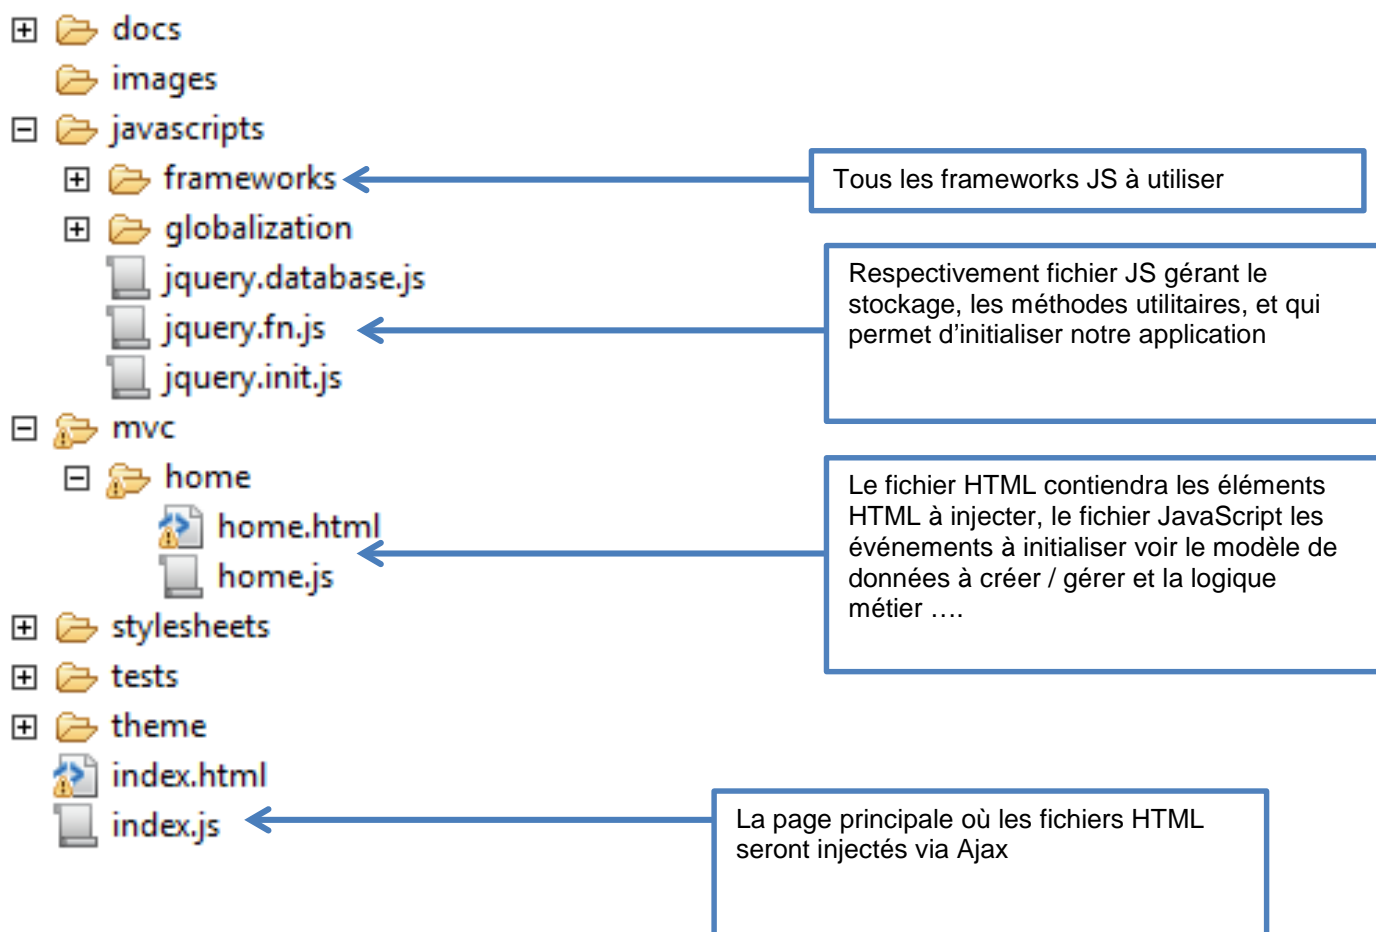 docs
images
javascripts
frameworks
Tous les frameworks JS à utiliser
globalization
jquery.database.js
jquery.fn.js
jquery.init.js
Respectivement fichier JS gérant le
stockage, les méthodes utilitaires, et qui
permet d’initialiser notre application
mvc
home
home.html
home.js
Le fichier HTML contiendra les éléments
HTML à injecter, le fichier JavaScript les
événements à initialiser voir le modèle de
données à créer / gérer et la logique
métier ….
stylesheets
tests
theme
index.html
index.js
La page principale où les fichiers HTML
seront injectés via Ajax